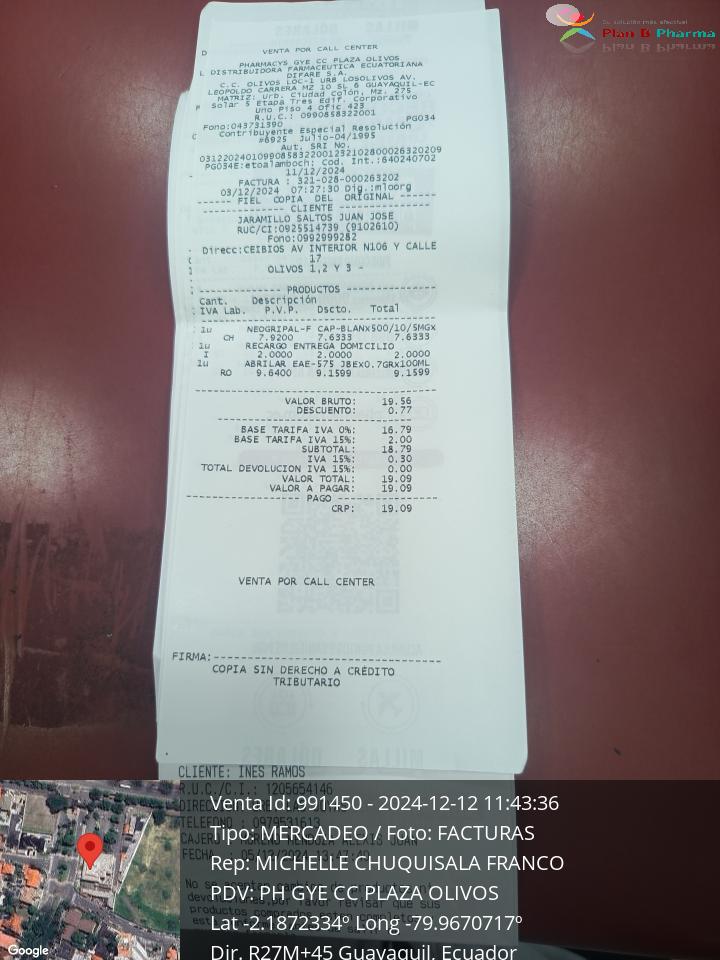 Su solución más efectiva!
Plan B Pharma
D VENTA POR CALL CENTER
PHARMACYS GYE CC PLAZA OLIVOS
L DISTRIBUIDORA FARMACEUTICA ECUATORIANA
DIFARE S.A.
C.C. OLIVOS LOC-1 URB LOSOLIVOS AV.
LEOPOLDO CARRERA MZ 10 SL 6 GUAYAQUIL-EC
MATRIZ: Urb. Ciudad Colón, Mz. 275
Solar 5 Etapa Tres Edif. Corporativo
Uno Piso 4 Ofic 423
R.U.C.: 0990858322001
Fono:043731390 PG034
Contribuyente Especial Resolución
#6925 Julio-04/1995
Aut. SRI No.
0312202401099085832200123210280002632 0209
PG034E:etoalamboch: Cod. Int.:640240702
11/12/2024
FACTURA : 321-028-000263202
03/12/2024 07:27:30 Dig.:mloorg
------ FIEL COPIA DEL ORIGINAL ------
------------ CLIENTE ------------
JARAMILLO SALTOS JUAN JOSE
RUC/CI:0925514739 (9102610)
Fono:0992999282
Direcc:CEIBIOS AV INTERIOR N106 Y CALLE
17
OLIVOS 1,2 Y 3 -
------------ PRODUCTOS ------------
Cant. Descripción
IVA Lab. P.V.P. Dscto. Total
1u NEOGRIPAL-F CAP-BLANx500/10/5MGx
CH 7.9200 7.6333 7.6333
1u RECARGO ENTREGA DOMICILIO
I 2.0000 2.0000 2.0000
1u ABRILAR EAE-575 JBEx0.7GRx100ML
RO 9.6400 9.1599 9.1599
VALOR BRUTO: 19.56
DESCUENTO: 0.77
BASE TARIFA IVA 0%: 16.79
BASE TARIFA IVA 15%: 2.00
SUBTOTAL: 18.79
IVA 15%: 0.30
TOTAL DEVOLUCION IVA 15%: 0.00
VALOR TOTAL: 19.09
VALOR A PAGAR: 19.09
------------ PAGO ------------
CRP: 19.09
VENTA POR CALL CENTER
FIRMA:------------------------------
COPIA SIN DERECHO A CRÉDITO
TRIBUTARIO
CLIENTE: INES RAMOS
R.U.C./C.I.: 1205654146
TELEFONO : 0979531613
Venta Id: 991450 - 2024-12-12 11:43:36
Tipo: MERCADEO / Foto: FACTURAS
Rep: MICHELLE CHUQUISALA FRANCO
PDV: PH GYE CC PLAZA OLIVOS
Lat -2.1872334º Long -79.9670717º
Dir. R27M+45 Guayaquil, Ecuador
Google